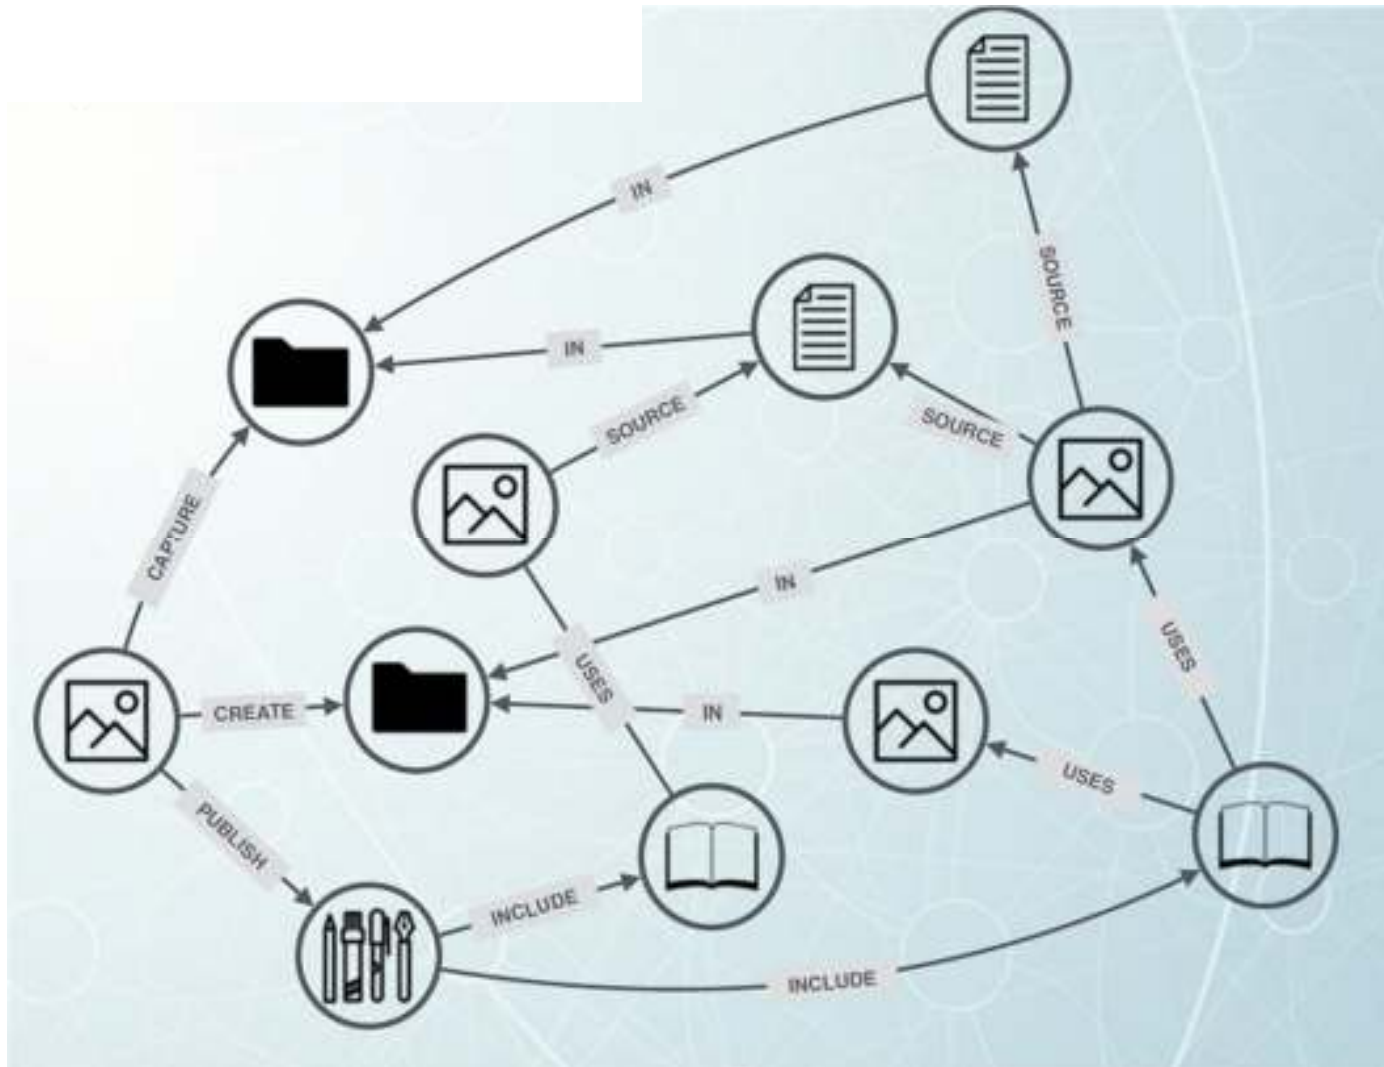 IN
SOURCE
IN
SOURCE
SOURCE
CAPTURE
IN
USES
USES
CREATE
IN
USES
PUBLISH
INCLUDE
INCLUDE